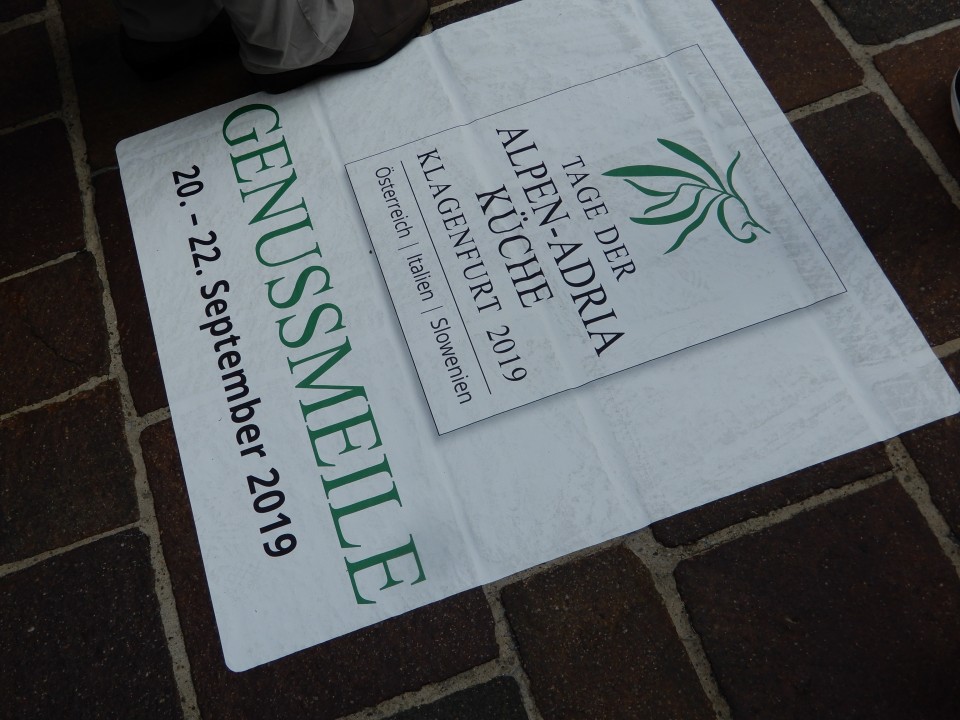 TAGE DER
ALPEN-ADRIA
KÜCHE
KLAGENFURT 2019
Österreich | Italien | Slowenien
GENUSSMEILE
20. – 22. September 2019